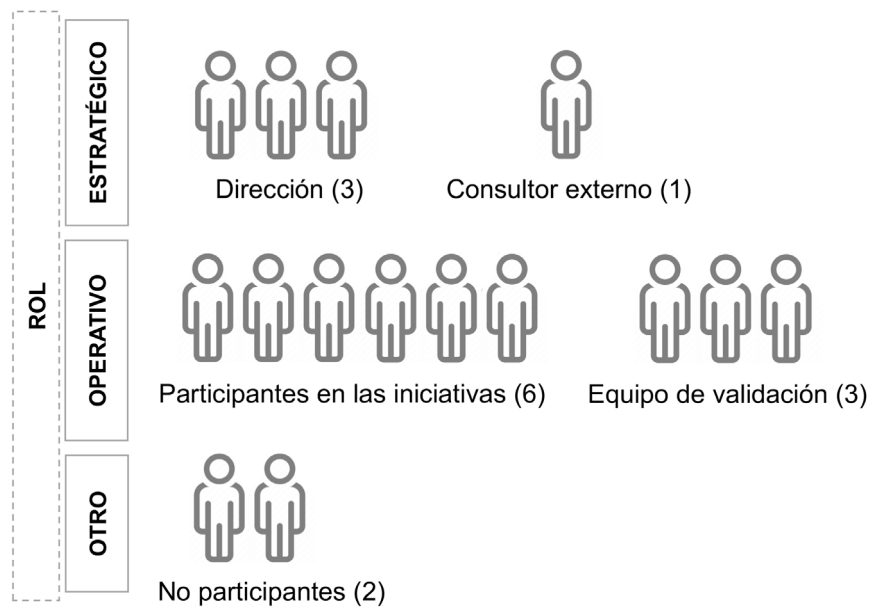 ROL
ESTRATÉGICO
Dirección (3)
Consultor externo (1)
OPERATIVO
Participantes en las iniciativas (6)
Equipo de validación (3)
OTRO
No participantes (2)